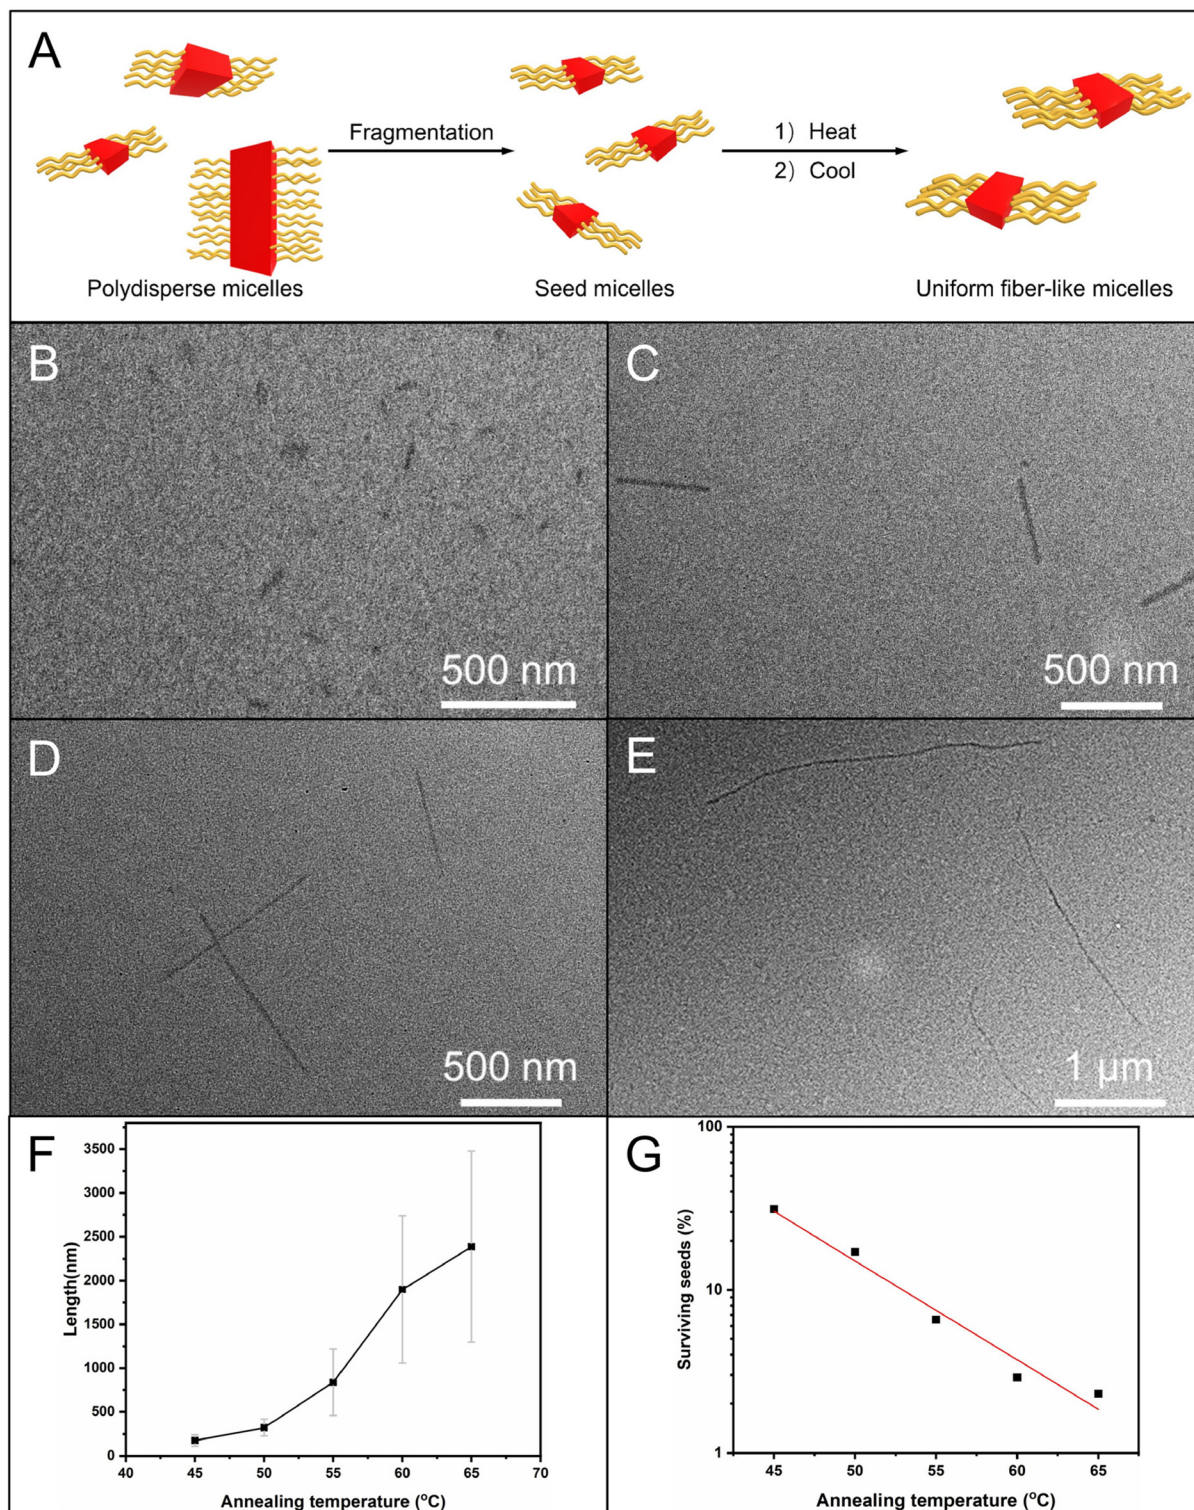 A
Fragmentation
1) Heat
2) Cool
Polydisperse micelles
Seed micelles
Uniform fiber-like micelles
B
500 nm
C
500 nm
D
500 nm
E
1 µm
F
3500
3000
2500
2000
1500
1000
500
0
Length(nm)
40 45 50 55 60 65 70
Annealing temperature (°C)
G
100
10
1
Surviving seeds (%)
45 50 55 60 65
Annealing temperature (°C)